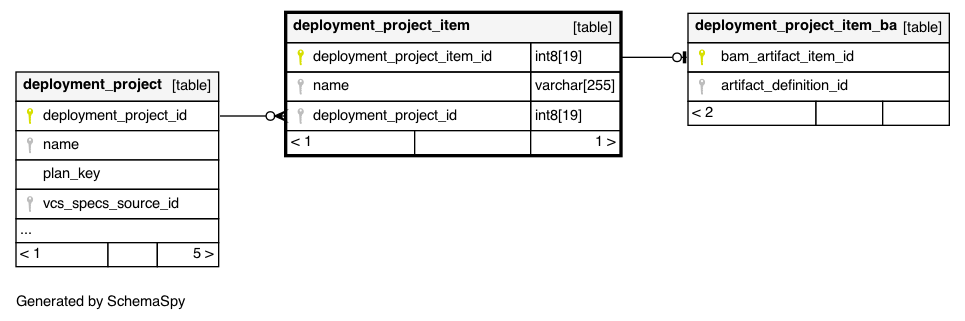 deployment_project [table]
deployment_project_id
name
plan_key
vcs_specs_source_id
...
< 1 5 >
deployment_project_item [table]
deployment_project_item_id int8[19]
name varchar[255]
deployment_project_id int8[19]
< 1 1 >
deployment_project_item_ba [table]
bam_artifact_item_id
artifact_definition_id
< 2
Generated by SchemaSpy